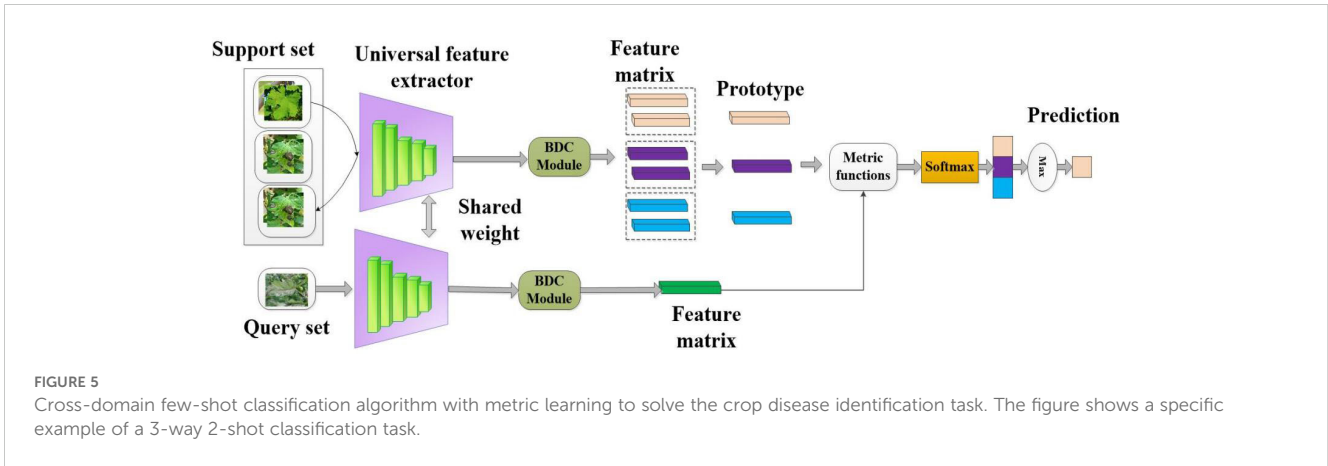 Support set
Universal feature
extractor
Feature
matrix
Prototype
Prediction
BDC
Module
Metric
functions
Softmax
Max
Shared
weight
BDC
Module
Query set
Feature
matrix
FIGURE 5
Cross-domain few-shot classification algorithm with metric learning to solve the crop disease identification task. The figure shows a specific
example of a 3-way 2-shot classification task.